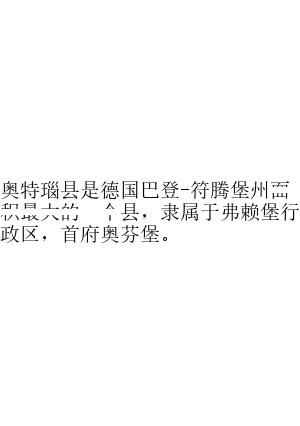 奥特瑙县是德国巴登-符腾堡州面
积最大的一个县，隶属于弗赖堡行
政区，首府奥芬堡。